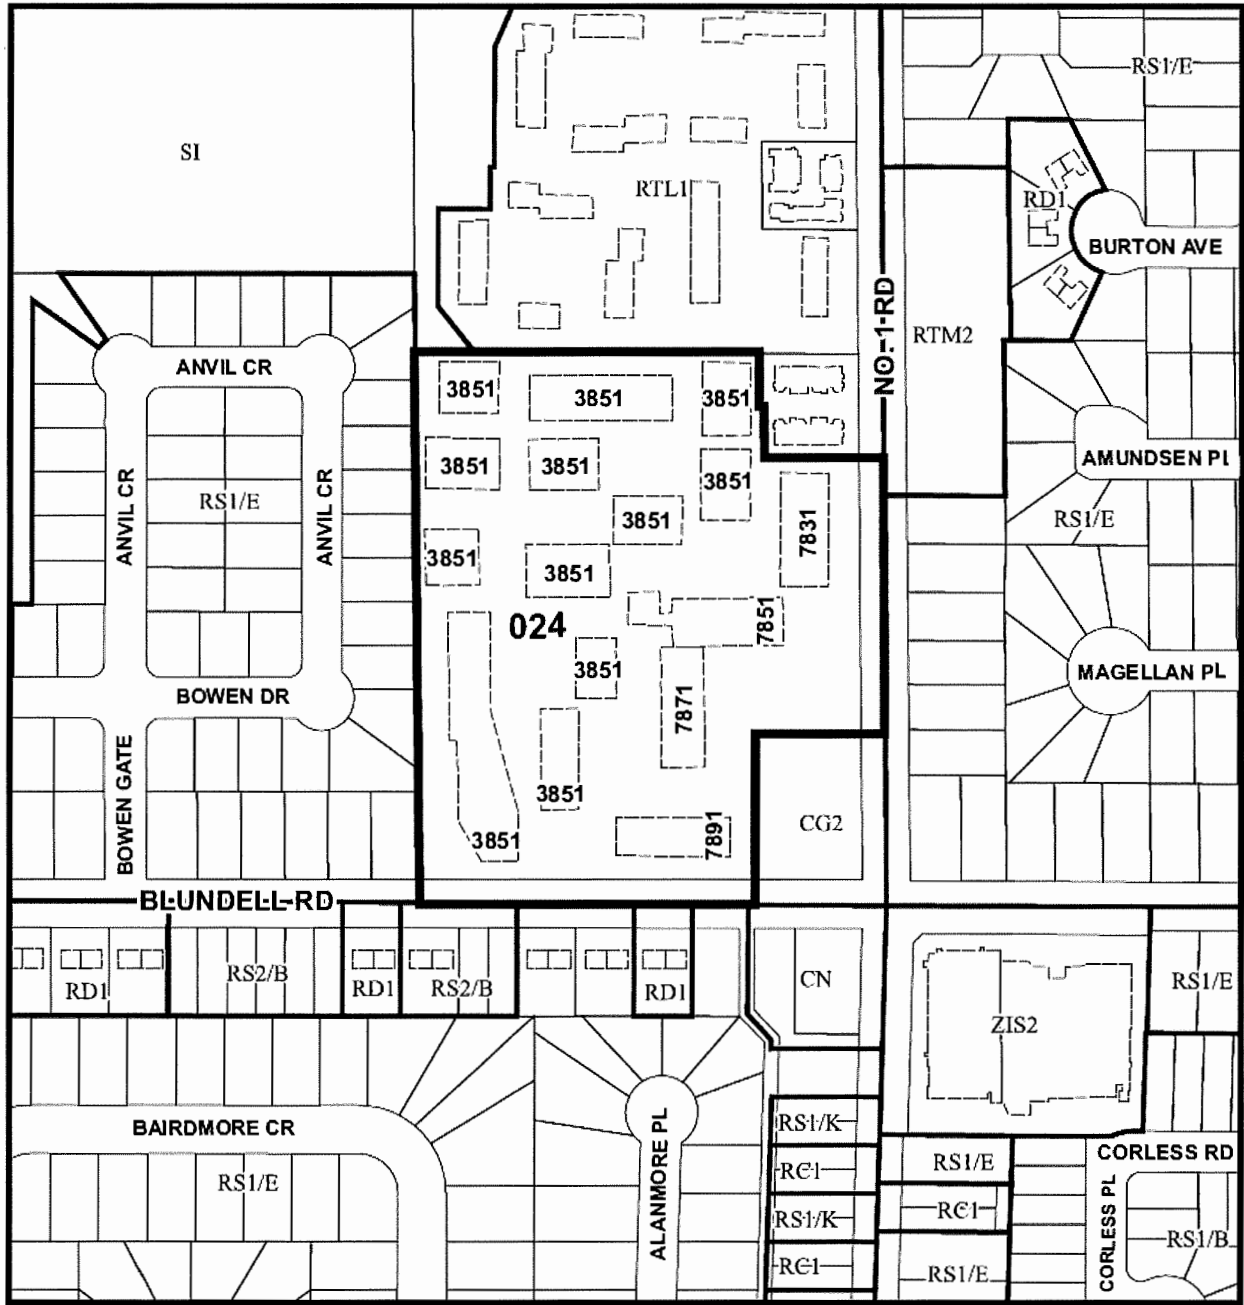 RS1/E
SI
RTL1
RD1
BURTON AVE
NO. 1 RD
RTM2
ANVIL CR
3851
3851
3851
3851
3851
3851
AMUNDSEN PL
ANVIL CR
RS1/E
ANVIL CR
3851
7831
RS1/E
3851
3851
024
7851
3851
MAGELLAN PL
BOWEN DR
7871
BOWEN GATE
3851
3851
7891
CG2
BLUNDELL RD
RD1
RS2/B
RD1
RS2/B
RD1
CN
ZIS2
RS1/E
BAIRDMORE CR
RS1/E
ALANMORE PL
RS1/K
RC1
RS1/K
RC1
RS1/E
RC1
RS1/E
CORLESS RD
CORLESS PL
RS1/B